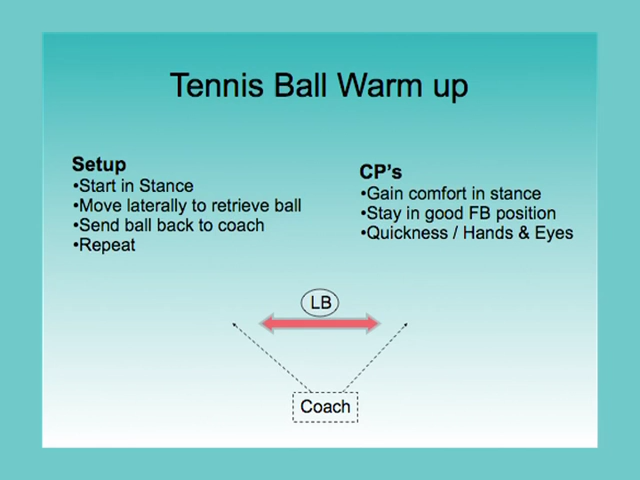 Tennis Ball Warm up
Setup
•Start in Stance
•Move laterally to retrieve ball
•Send ball back to coach
•Repeat
CP's
•Gain comfort in stance
•Stay in good FB position
•Quickness / Hands & Eyes
LB
Coach